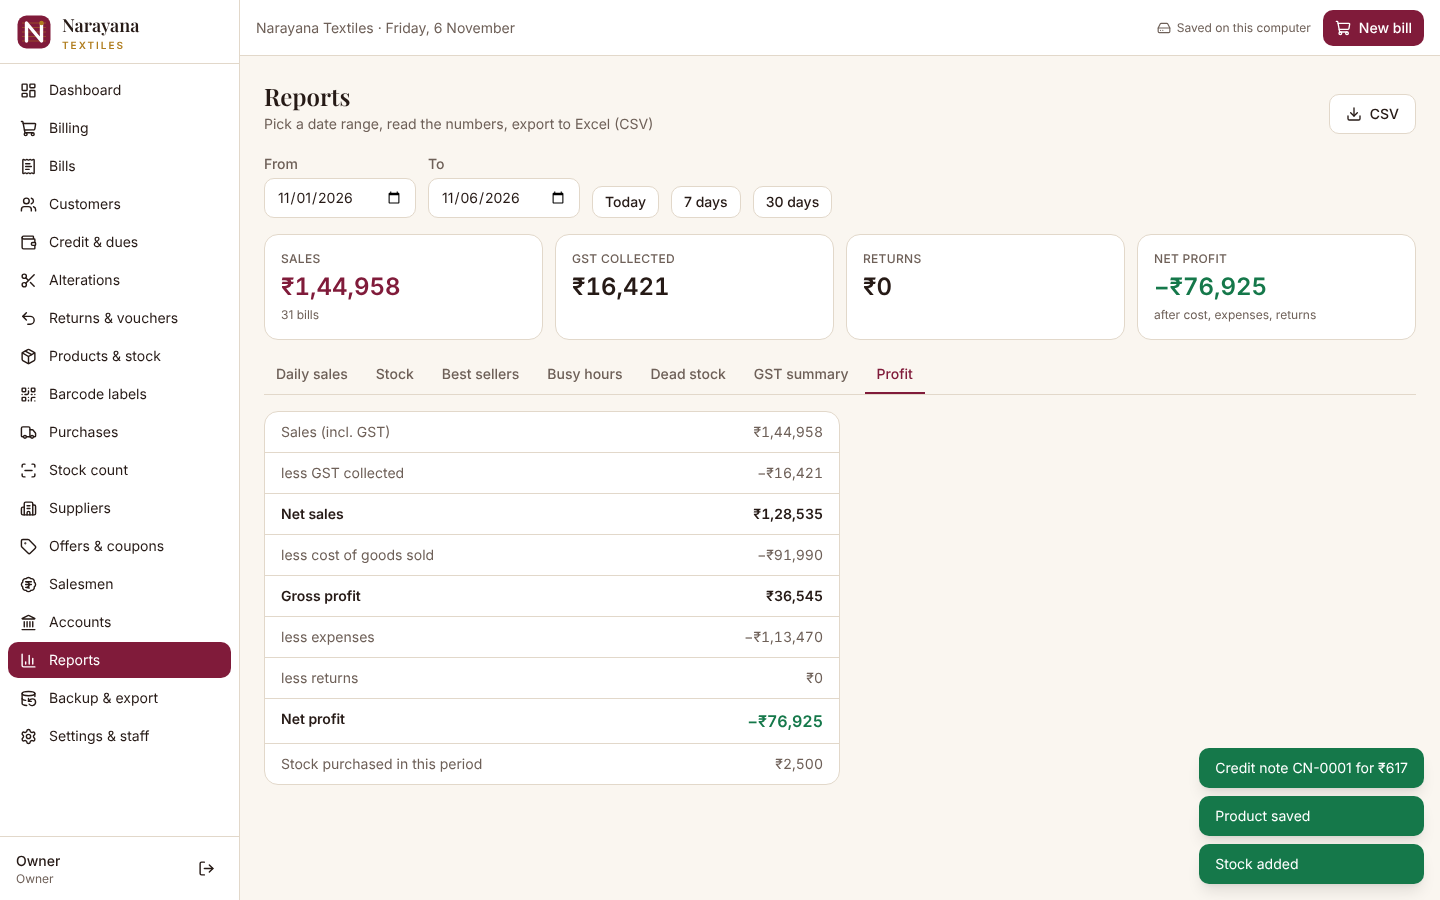 Narayana
TEXTILES
Dashboard
Billing
Bills
Customers
Credit & dues
Alterations
Returns & vouchers
Products & stock
Barcode labels
Purchases
Stock count
Suppliers
Offers & coupons
Salesmen
Accounts
Reports
Backup & export
Settings & staff
Owner
Owner
Narayana Textiles · Friday, 6 November
Saved on this computer
New bill
Reports
Pick a date range, read the numbers, export to Excel (CSV)
CSV
From To
11/01/2026 11/06/2026 Today 7 days 30 days
SALES
₹1,44,958
31 bills
GST COLLECTED
₹16,421
RETURNS
₹0
NET PROFIT
−₹76,925
after cost, expenses, returns
Daily sales Stock Best sellers Busy hours Dead stock GST summary Profit
Sales (incl. GST) ₹1,44,958
less GST collected −₹16,421
Net sales ₹1,28,535
less cost of goods sold −₹91,990
Gross profit ₹36,545
less expenses −₹1,13,470
less returns ₹0
Net profit −₹76,925
Stock purchased in this period ₹2,500
Credit note CN-0001 for ₹617
Product saved
Stock added